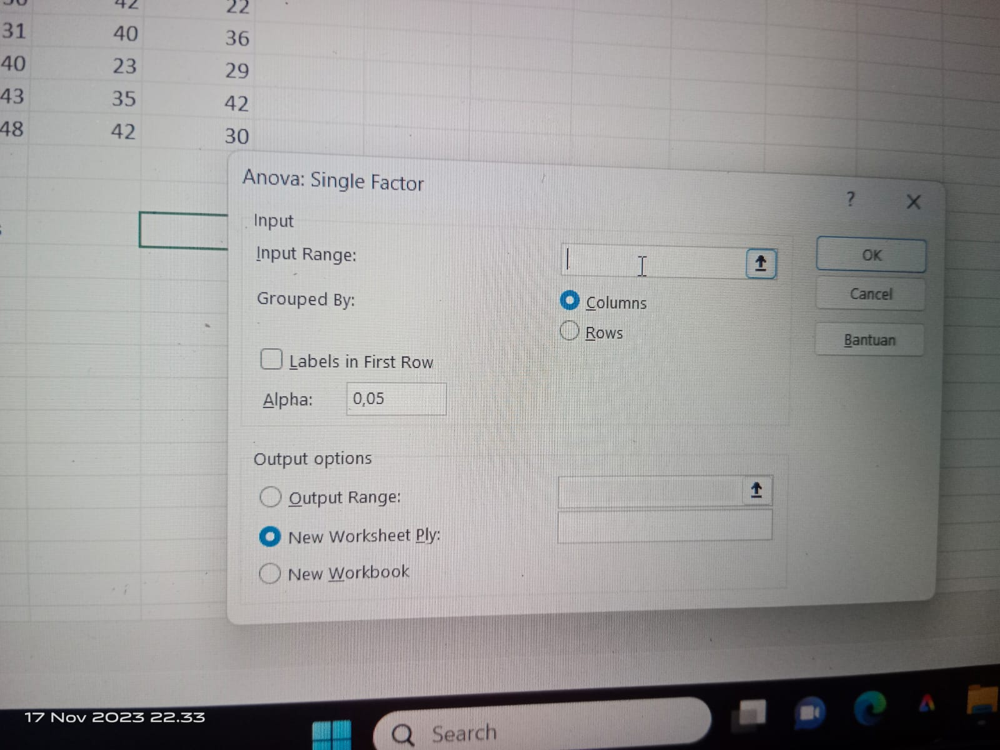 42 22
31 40 36
40 23 29
43 35 42
48 42 30
Anova: Single Factor
? X
Input
Input Range:
OK
Grouped By:
Columns
Cancel
Rows
Bantuan
Labels in First Row
Alpha: 0,05
Output options
Output Range:
New Worksheet Ply:
New Workbook
17 Nov 2023 22.33
Search